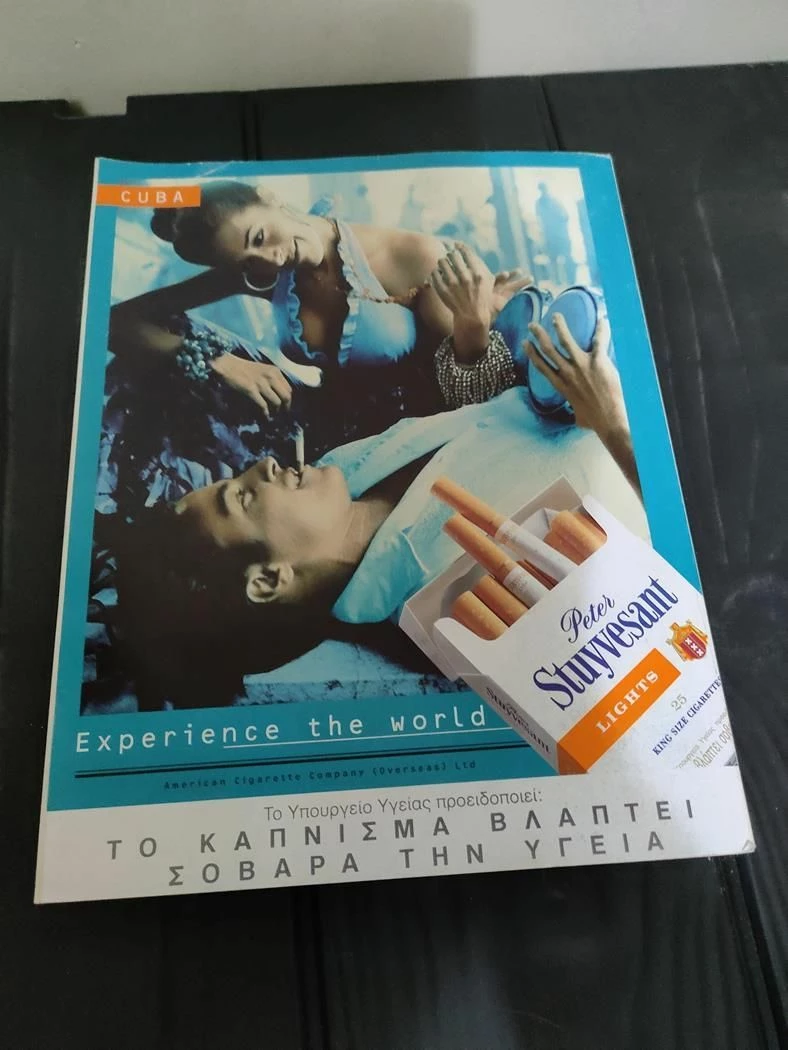 CUBA
Peter
Stuyvesant
LIGHTS
25
KING SIZE CIGARETTES
Stuyvesant
Experience the world
American Cigarette Company (Overseas) Ltd
Το Υπουργείο Υγείας προειδοποιεί:
ΤΟ ΚΑΠΝΙΣΜΑ ΒΛΑΠΤΕΙ
ΣΟΒΑΡΑ ΤΗΝ ΥΓΕΙΑ